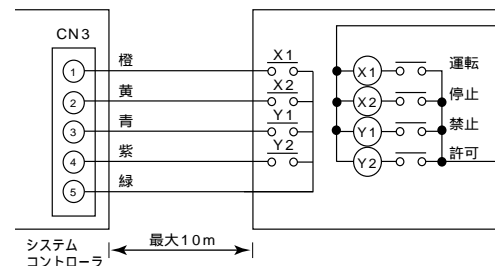 CN3
1 橙 X1
2 黄 X2
3 青 Y1
4 紫 Y2
5 緑
X1 運転
X2 停止
Y1 禁止
Y2 許可
システム
コントローラ
最大10m